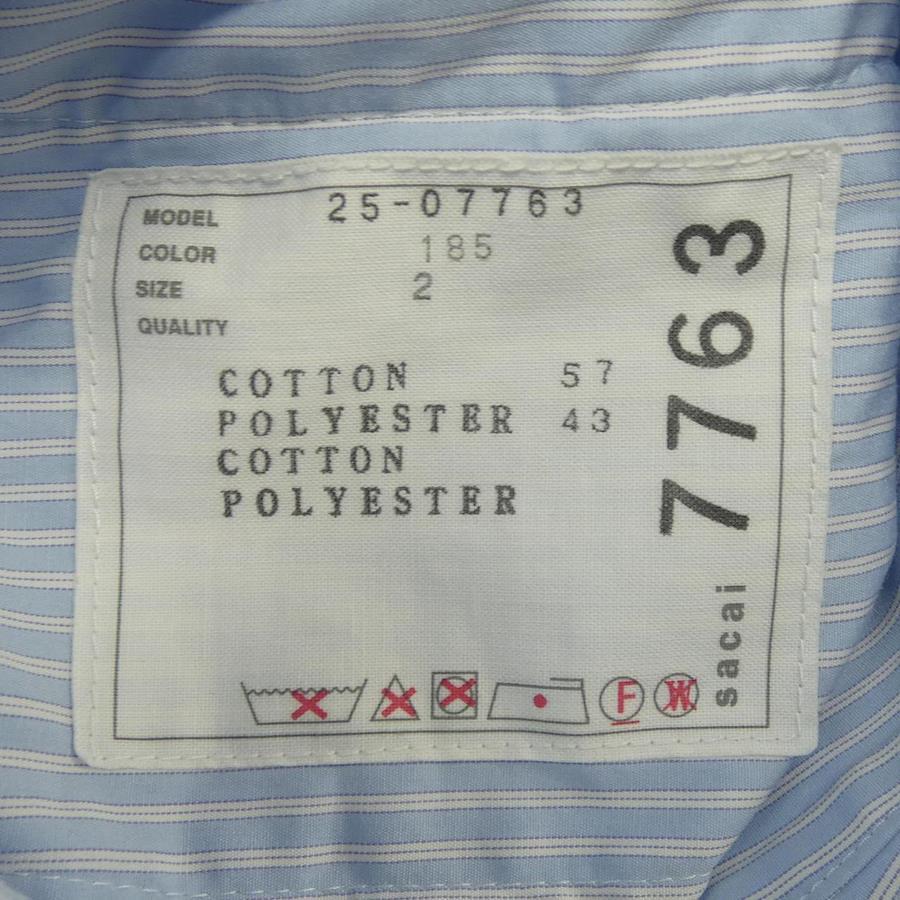 MODEL 25-07763
COLOR 185
SIZE 2
QUALITY
COTTON 57
POLYESTER 43
COTTON
POLYESTER
F
W
sacai 7763